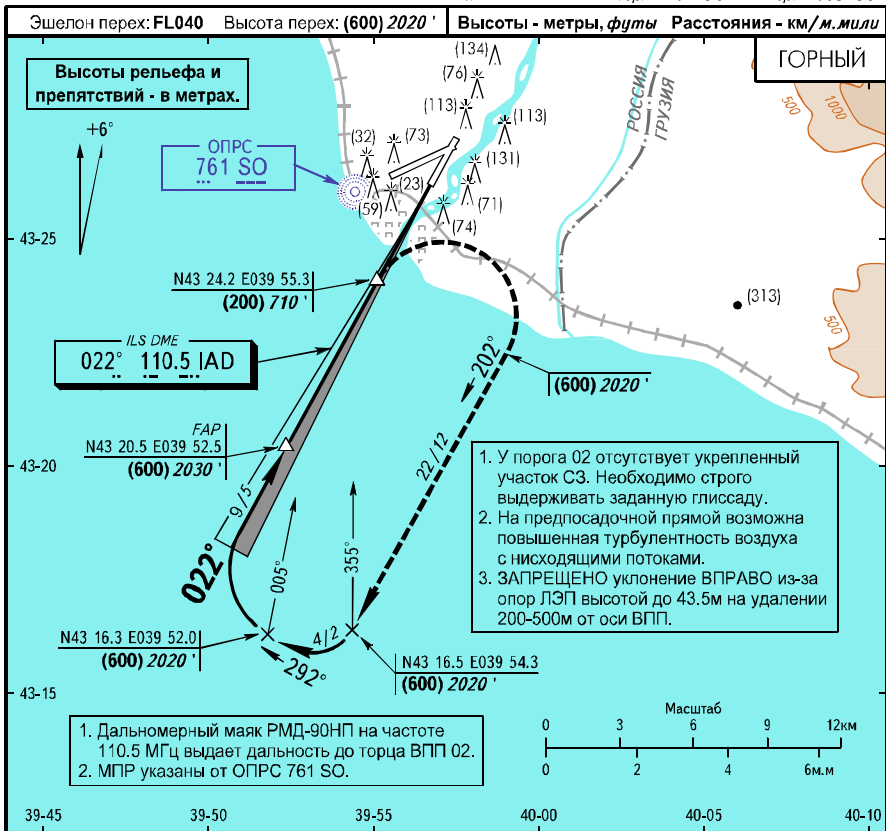 Эшелон перех: FL040 Высота перех: (600) 2020 ' Высоты - метры, футы Расстояния - км/м.мили
ГОРНЫЙ
Высоты рельефа и
препятствий - в метрах.
+6°
ОПРС
761 SO
(134)
(76)
(113)
(113)
(32)
(73)
(131)
(23)
(59)
(71)
(74)
РОССИЯ
ГРУЗИЯ
500
1000
500
(313)
43-25
N43 24.2 E039 55.3
(200) 710 '
ILS DME
022° 110.5 IAD
202°
(600) 2020 '
22 / 12
FAP
N43 20.5 E039 52.5
(600) 2030 '
43-20
9 / 5
022°
005°
355°
1. У порога 02 отсутствует укрепленный
участок СЗ. Необходимо строго
выдерживать заданную глиссаду.
2. На предпосадочной прямой возможна
повышенная турбулентность воздуха
с нисходящими потоками.
3. ЗАПРЕЩЕНО уклонение ВПРАВО из-за
опор ЛЭП высотой до 43.5м на удалении
200-500м от оси ВПП.
N43 16.3 E039 52.0
(600) 2020 '
4 / 2
292°
N43 16.5 E039 54.3
(600) 2020 '
43-15
1. Дальномерный маяк РМД-90НП на частоте
110.5 МГц выдает дальность до торца ВПП 02.
2. МПР указаны от ОПРС 761 SO.
Масштаб
0 3 6 9 12км
0 2 4 6м.м
39-45 39-50 39-55 40-00 40-05 40-10